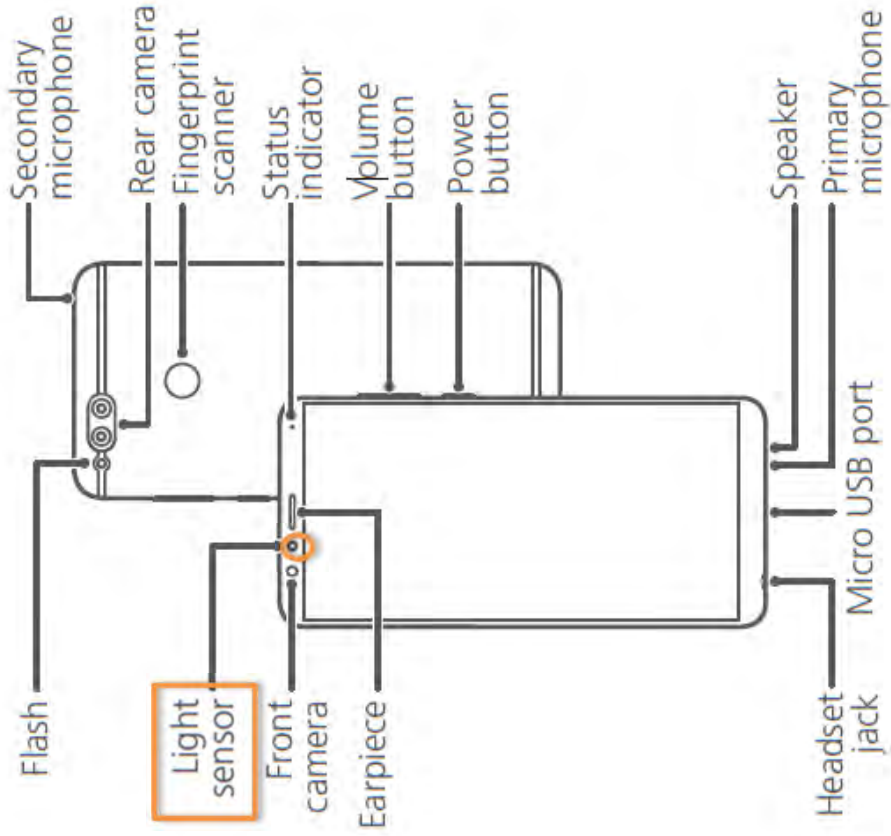 Flash
Light
sensor
Front
camera
Earpiece
Headset
jack
Micro USB port
Secondary
microphone
Rear camera
Fingerprint
scanner
Status
indicator
Volume
button
Power
button
Speaker
Primary
microphone